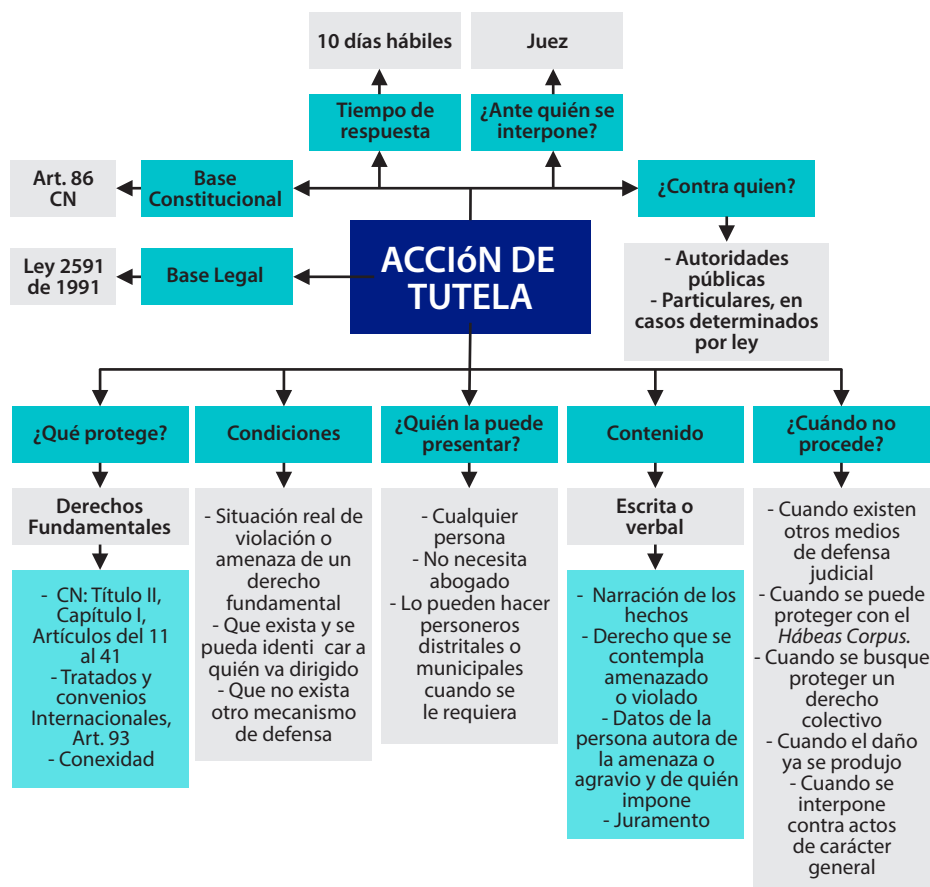 10 días hábiles
Juez
Tiempo de
respuesta
¿Ante quién se
interpone?
Art. 86
CN
Base
Constitucional
¿Contra quien?
Ley 2591
de 1991
Base Legal
ACCIóN DE
TUTELA
- Autoridades
públicas
- Particulares, en
casos determinados
por ley
¿Qué protege?
Derechos
Fundamentales
- CN: Título II,
Capítulo I,
Artículos del 11
al 41
- Tratados y
convenios
Internacionales,
Art. 93
- Conexidad
Condiciones
- Situación real de
violación o
amenaza de un
derecho
fundamental
- Que exista y se
pueda identi car a
quién va dirigido
- Que no exista
otro mecanismo
de defensa
¿Quién la puede
presentar?
- Cualquier
persona
- No necesita
abogado
- Lo pueden hacer
personeros
distritales o
municipales
cuando se
le requiera
Contenido
Escrita o
verbal
- Narración de los
hechos
- Derecho que se
contempla
amenazado
o violado
- Datos de la
persona autora de
la amenaza o
agravio y de quién
impone
- Juramento
¿Cuándo no
procede?
- Cuando existen
otros medios
de defensa
judicial
- Cuando se puede
proteger con el
Hábeas Corpus.
- Cuando se busque
proteger un
derecho
colectivo
- Cuando el daño
ya se produjo
- Cuando se
interpone
contra actos
de carácter
general